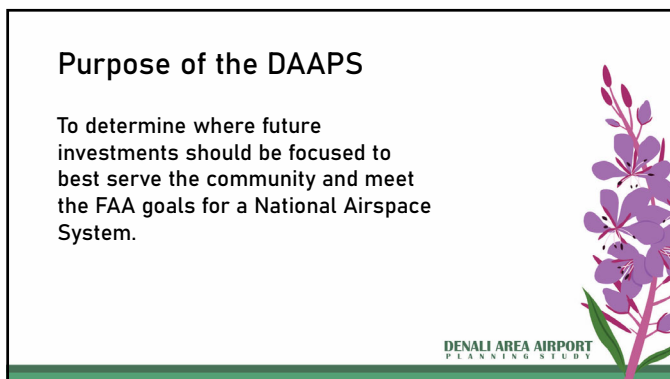 Purpose of the DAAPS
To determine where future
investments should be focused to
best serve the community and meet
the FAA goals for a National Airspace
System.
DENALI AREA AIRPORT
PLANNING STUDY